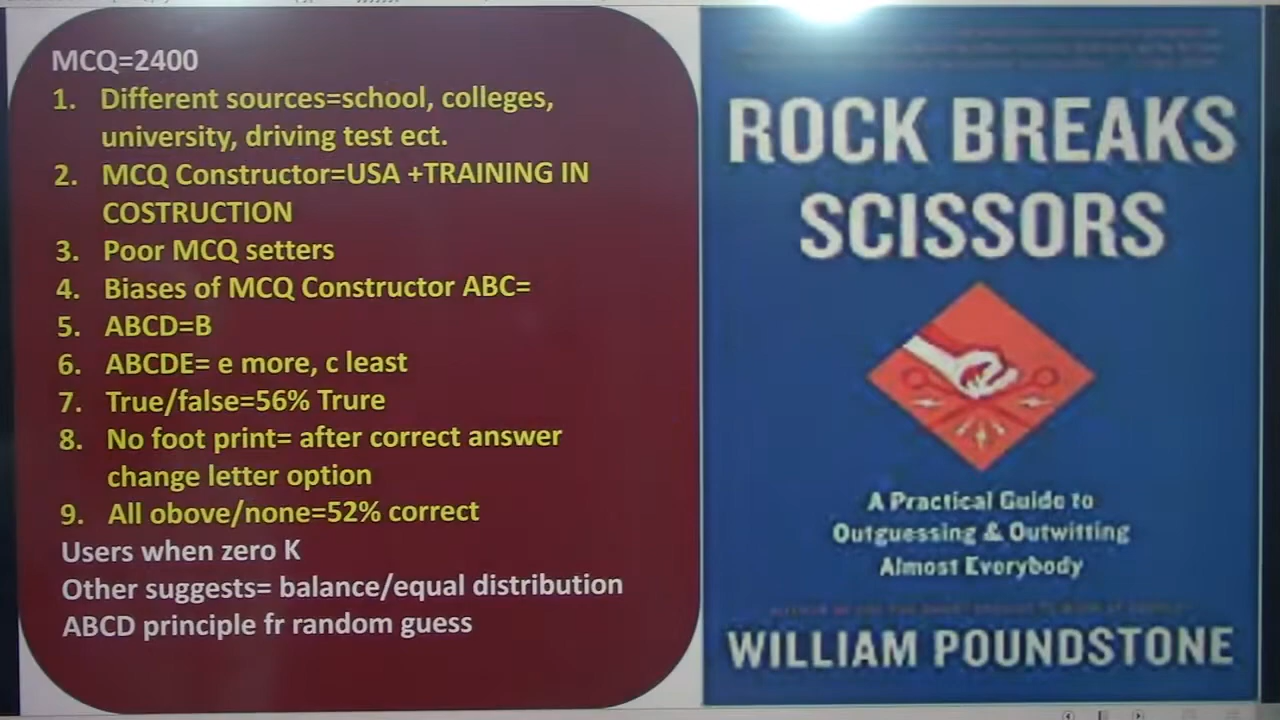 MCQ=2400
1. Different sources=school, colleges,
university, driving test ect.
2. MCQ Constructor=USA +TRAINING IN
COSTRUCTION
3. Poor MCQ setters
4. Biases of MCQ Constructor ABC=
5. ABCD=B
6. ABCDE= e more, c least
7. True/false=56% Trure
8. No foot print= after correct answer
change letter option
9. All obove/none=52% correct
Users when zero K
Other suggests= balance/equal distribution
ABCD principle fr random guess
ROCK BREAKS
SCISSORS
A Practical Guide to
Outguessing & Outwitting
Almost Everybody
WILLIAM POUNDSTONE